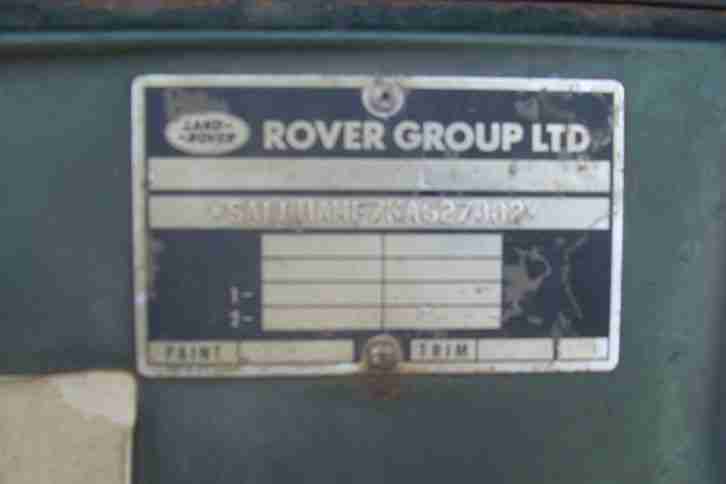 LAND-
-ROVER
ROVER GROUP LTD
1-
2-
PAINT
TRIM